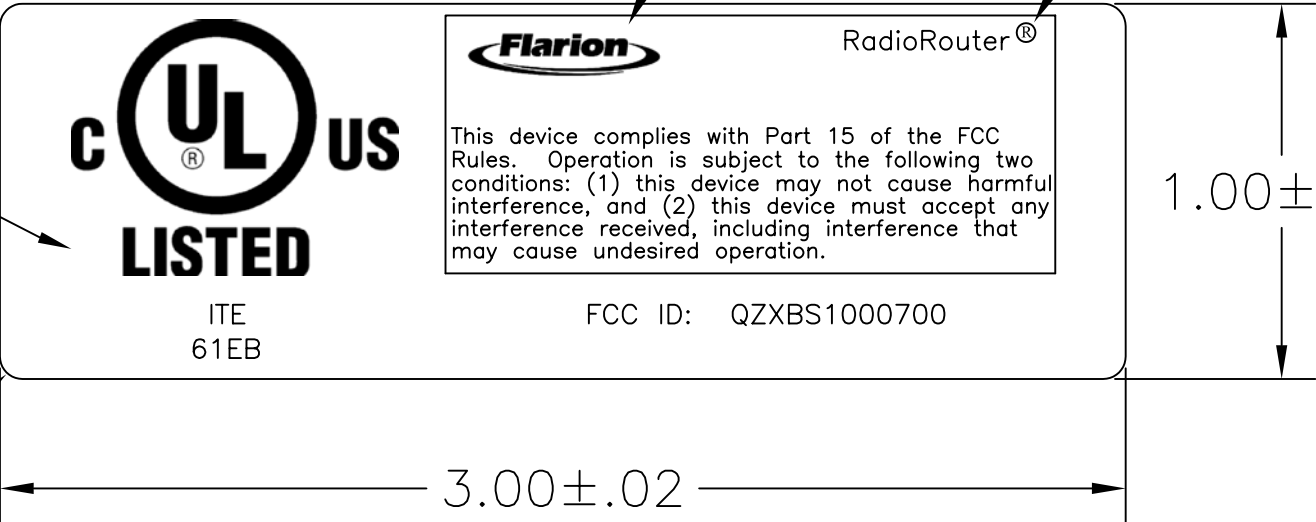 C UL ® US
LISTED
ITE
61EB
Flarion
RadioRouter®
This device complies with Part 15 of the FCC
Rules. Operation is subject to the following two
conditions: (1) this device may not cause harmful
interference, and (2) this device must accept any
interference received, including interference that
may cause undesired operation.
FCC ID: QZXBS1000700
1.00±
3.00±.02